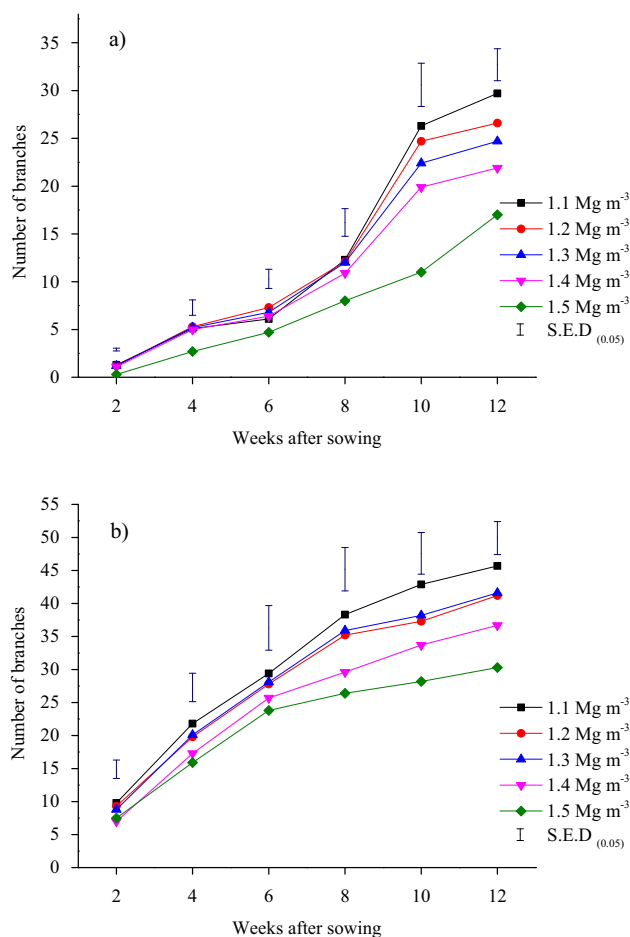 a)
Number of branches
35
30
25
20
15
10
5
0
2 4 6 8 10 12
Weeks after sowing
1.1 Mg m-3
1.2 Mg m-3
1.3 Mg m-3
1.4 Mg m-3
1.5 Mg m-3
S.E.D (0.05)
b)
Number of branches
55
50
45
40
35
30
25
20
15
10
5
0
2 4 6 8 10 12
Weeks after sowing
1.1 Mg m-3
1.2 Mg m-3
1.3 Mg m-3
1.4 Mg m-3
1.5 Mg m-3
S.E.D (0.05)